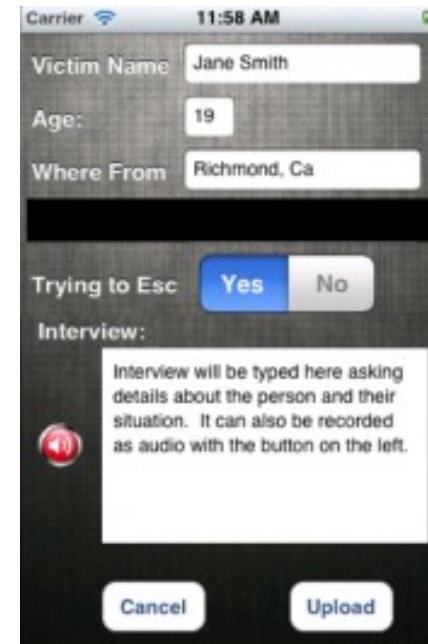 Carrier 11:58 AM
Victim Name Jane Smith
Age: 19
Where From Richmond, Ca
Trying to Esc Yes No
Interview:
Interview will be typed here asking
details about the person and their
situation. It can also be recorded
as audio with the button on the left.
Cancel Upload